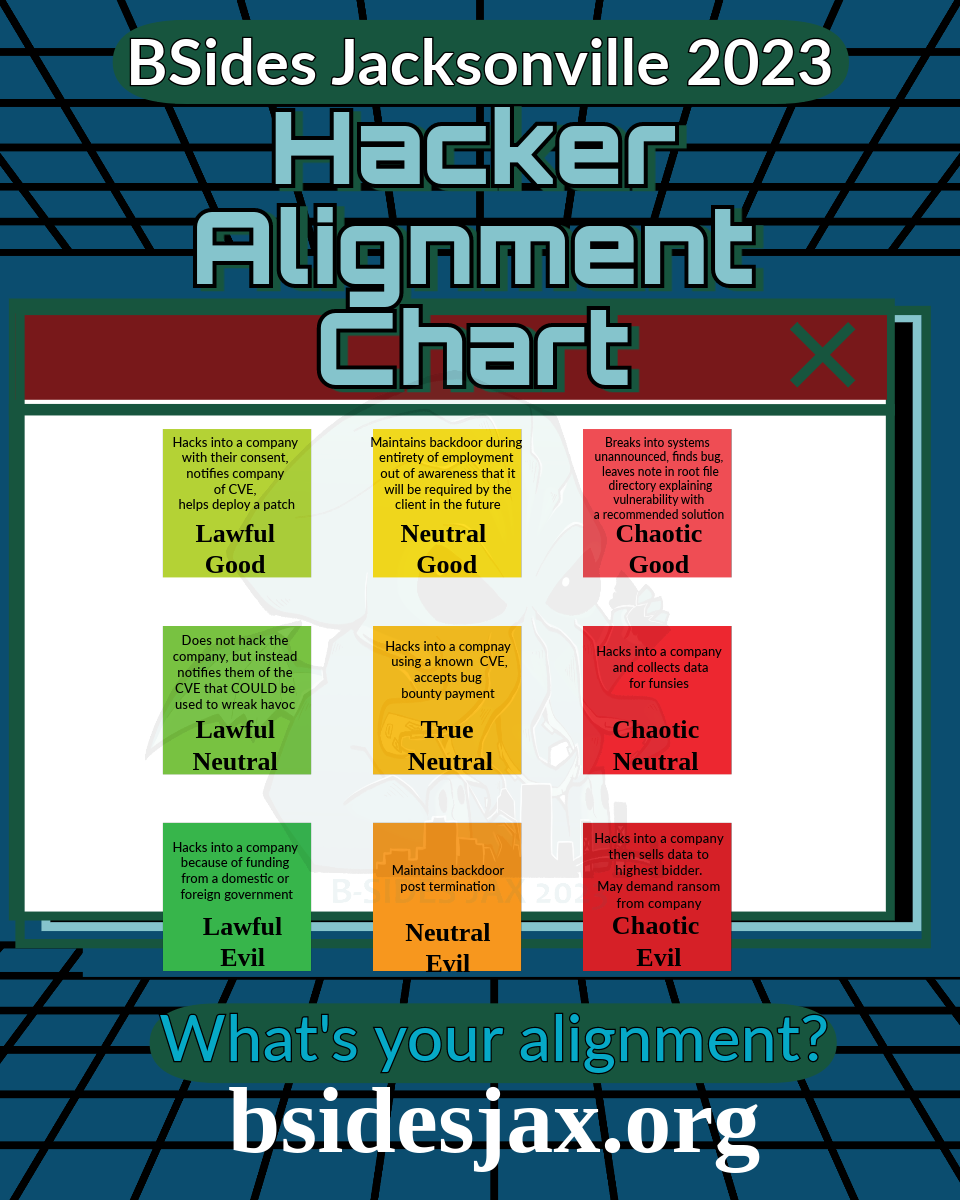 BSides Jacksonville 2023
Hacker
Alignment
Chart
Hacks into a company
with their consent,
notifies company
of CVE,
helps deploy a patch
Lawful
Good
Maintains backdoor during
entirety of employment
out of awareness that it
will be required by the
client in the future
Neutral
Good
Breaks into systems
unannounced, finds bug,
leaves note in root file
directory explaining
vulnerability with
a recommended solution
Chaotic
Good
Does not hack the
company, but instead
notifies them of the
CVE that COULD be
used to wreak havoc
Lawful
Neutral
Hacks into a compnay
using a known CVE,
accepts bug
bounty payment
True
Neutral
Hacks into a company
and collects data
for funsies
Chaotic
Neutral
Hacks into a company
because of funding
from a domestic or
foreign government
Lawful
Evil
Maintains backdoor
post termination
Neutral
Evil
Hacks into a company
then sells data to
highest bidder.
May demand ransom
from company
Chaotic
Evil
B-SIDES JAX
What's your alignment?
bsidesjax.org